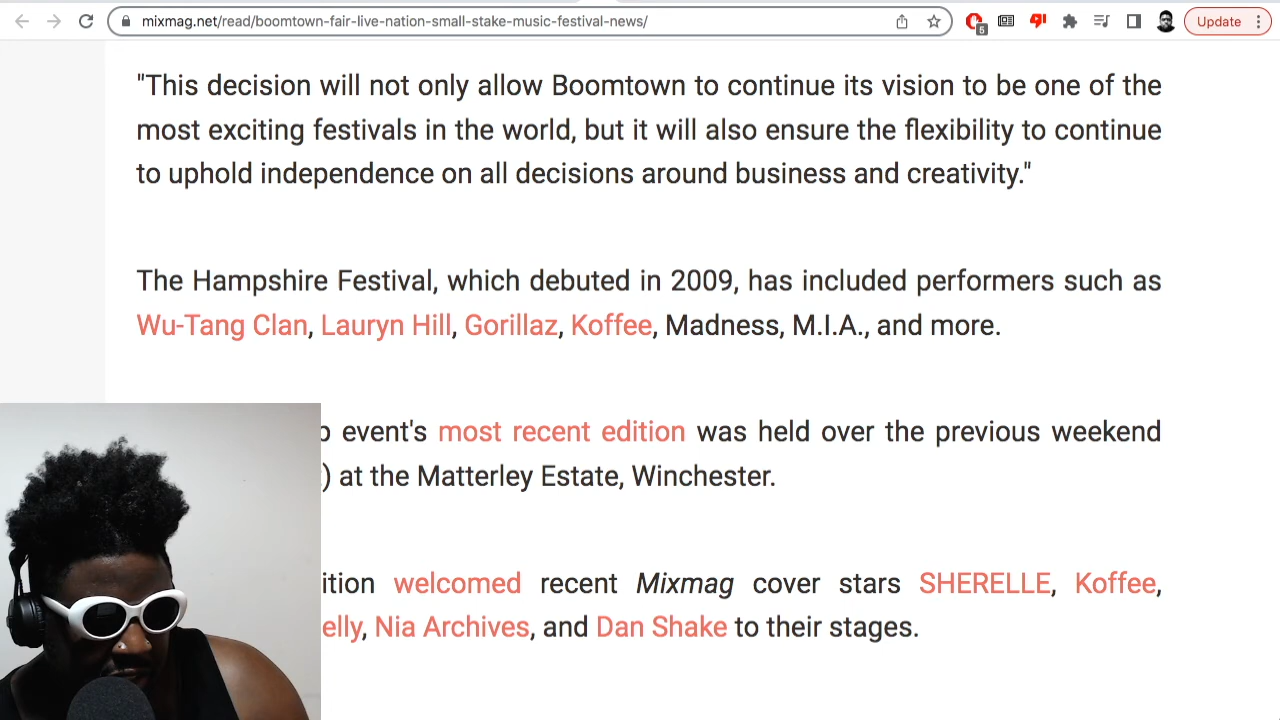 mixmag.net/read/boomtown-fair-live-nation-small-stake-music-festival-news/
5
Update
"This decision will not only allow Boomtown to continue its vision to be one of the
most exciting festivals in the world, but it will also ensure the flexibility to continue
to uphold independence on all decisions around business and creativity."
The Hampshire Festival, which debuted in 2009, has included performers such as
Wu-Tang Clan, Lauryn Hill, Gorillaz, Koffee, Madness, M.I.A., and more.
event's most recent edition was held over the previous weekend
) at the Matterley Estate, Winchester.
ition welcomed recent Mixmag cover stars SHERELLE, Koffee,
elly, Nia Archives, and Dan Shake to their stages.